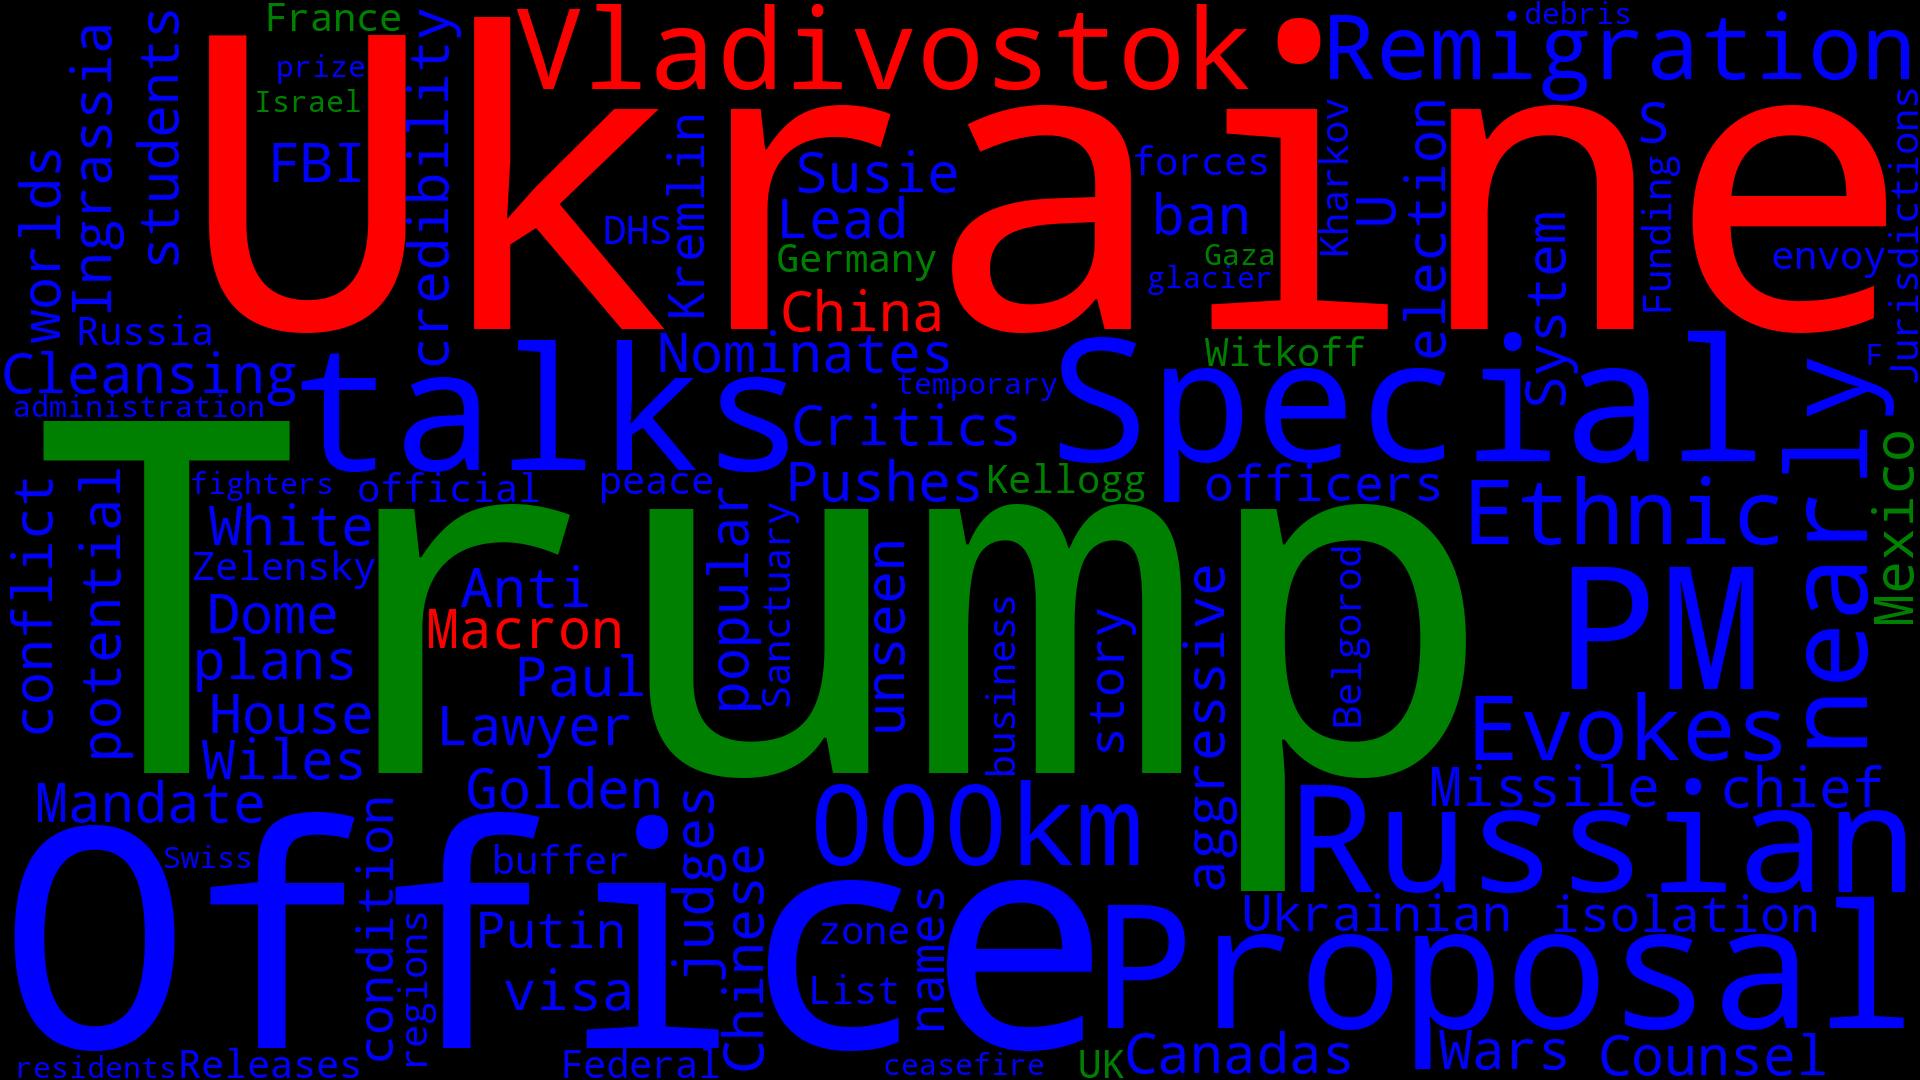 France
Vladivostok
Remigration
debris
Ukraine
prize
Israel
FBI
students
Ingrassia
worlds
credibility
Kremlin
DHS
Susie
Lead
Germany
China
forces
ban
Gaza
glacier
Kharkov
U
election
System
S
Funding
envoy
Jurisdictions
Russia
Cleansing
administration
talks
Nominates
temporary
Critics
Witkoff
Special
F
nearly
Mexico
Trump
fighters
official
peace
Pushes
Kellogg
officers
Ethnic
conflict
potential
White
Zelensky
Dome
plans
House
Wiles
Anti
Macron
Paul
Lawyer
Golden
popular
Sanctuary
unseen
business
story
aggressive
Belgorod
PM
Evokes
Missile
chief
Mandate
Office
Swiss
condition
regions
buffer
Putin
visa
judges
Chinese
000km
zone
List
names
Russian
Ukrainian
isolation
Proposal
residents
Releases
Federal
ceasefire
UK
Canadas
Wars
Counsel